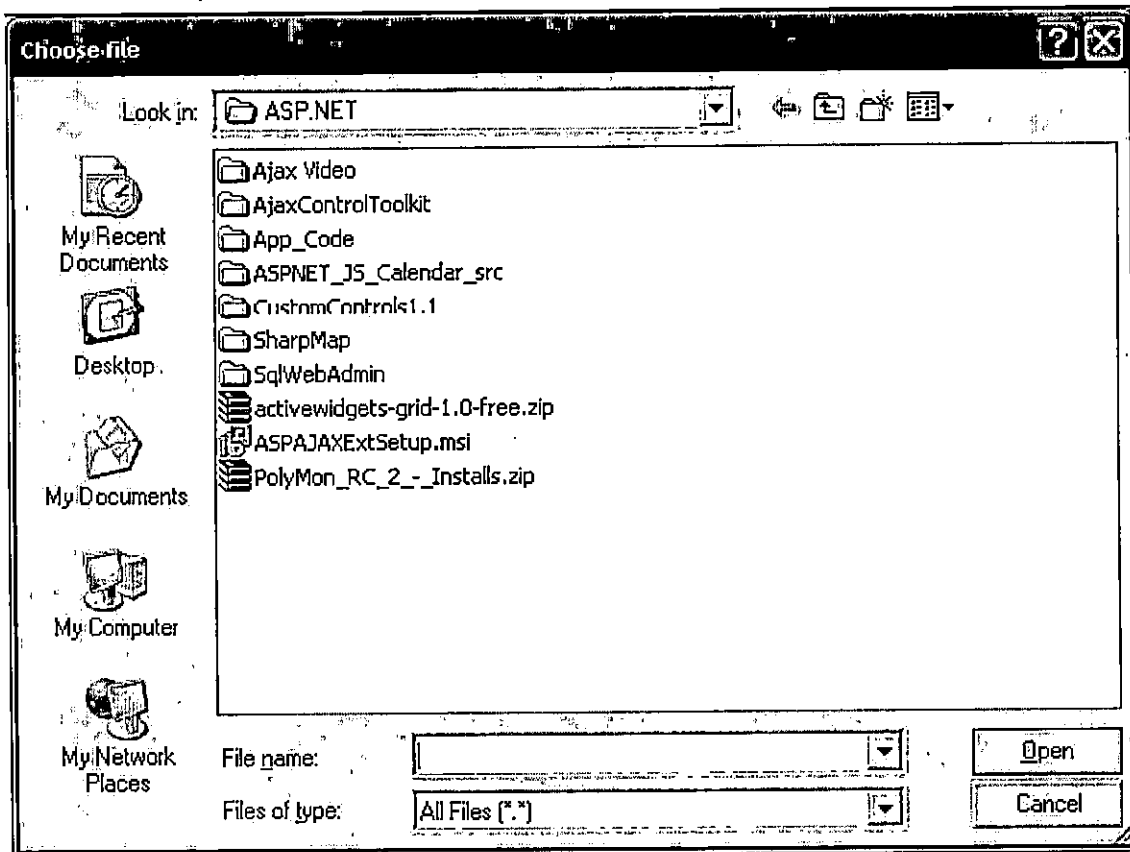 Choose file
Look in: ASP.NET
Ajax Video
AjaxControlToolkit
App_Code
ASPNET_JS_Calendar_src
CustomControls1.1
SharpMap
SqlWebAdmin
activewidgets-grid-1.0-free.zip
ASPAJAXExtSetup.msi
PolyMon_RC_2_-_Installs.zip
My Recent
Documents
Desktop
My Documents
My Computer
My Network
Places
File name:
Open
Files of type: All Files (*.*)
Cancel